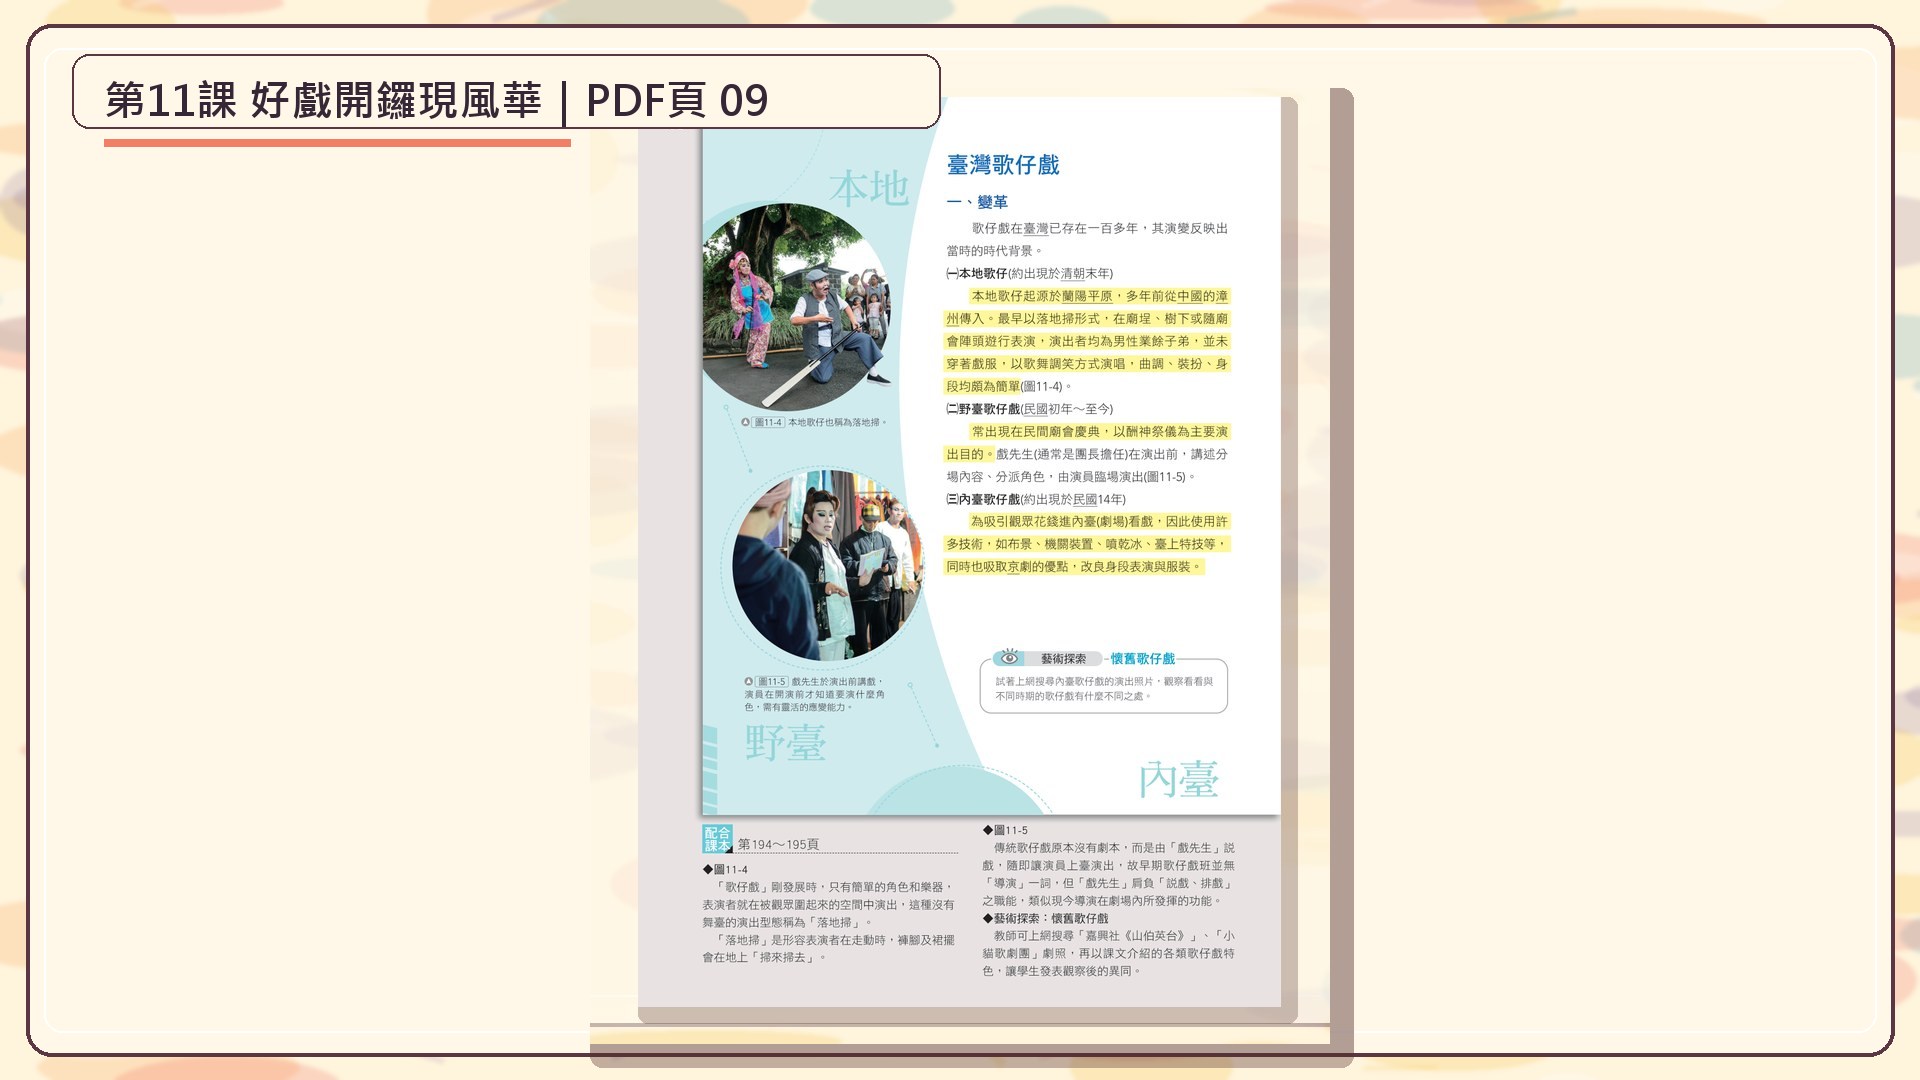 第11課 好戲開鑼現風華｜PDF頁 09
本地
圖11-4 本地歌仔也稱為落地掃。
圖11-5 戲先生於演出前講戲，
演員在開演前才知道要演什麼角
色，需有靈活的應變能力。
野臺
臺灣歌仔戲
一、變革
歌仔戲在臺灣已存在一百多年，其演變反映出
當時的時代背景。
㈠本地歌仔(約出現於清朝末年)
本地歌仔起源於蘭陽平原，多年前從中國的漳
州傳入。最早以落地掃形式，在廟埕、樹下或隨廟
會陣頭遊行表演，演出者均為男性業餘子弟，並未
穿著戲服，以歌舞調笑方式演唱，曲調、裝扮、身
段均頗為簡單(圖11-4)。
㈡野臺歌仔戲(民國初年～至今)
常出現在民間廟會慶典，以酬神祭儀為主要演
出目的。戲先生(通常是團長擔任)在演出前，講述分
場內容、分派角色，由演員臨場演出(圖11-5)。
㈢內臺歌仔戲(約出現於民國14年)
為吸引觀眾花錢進內臺(劇場)看戲，因此使用許
多技術，如布景、機關裝置、噴乾冰、臺上特技等，
同時也吸取京劇的優點，改良身段表演與服裝。
藝術探索 懷舊歌仔戲
試著上網搜尋內臺歌仔戲的演出照片，觀察看看與
不同時期的歌仔戲有什麼不同之處。
內臺
配合
課本 第194～195頁
◆圖11-4
「歌仔戲」剛發展時，只有簡單的角色和樂器，
表演者就在被觀眾圍起來的空間中演出，這種沒有
舞臺的演出型態稱為「落地掃」。
「落地掃」是形容表演者在走動時，褲腳及裙襬
會在地上「掃來掃去」。
◆圖11-5
傳統歌仔戲原本沒有劇本，而是由「戲先生」說
戲，隨即讓演員上臺演出，故早期歌仔戲班並無
「導演」一詞，但「戲先生」肩負「說戲、排戲」
之職能，類似現今導演在劇場內所發揮的功能。
◆藝術探索：懷舊歌仔戲
教師可上網搜尋「嘉興社《山伯英台》」、「小
貓歌劇團」劇照，再以課文介紹的各類歌仔戲特
色，讓學生發表觀察後的異同。